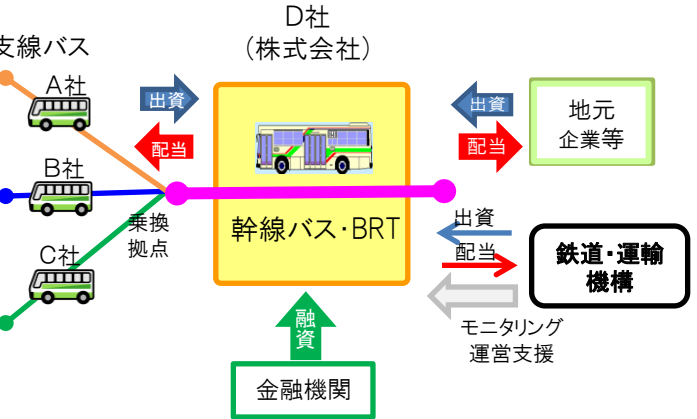 D社
（株式会社）
支線バス
A社
B社
C社
出資
配当
乗換
拠点
幹線バス・BRT
出資
配当
地元
企業等
出資
配当
鉄道・運輸
機構
モニタリング
運営支援
融資
金融機関